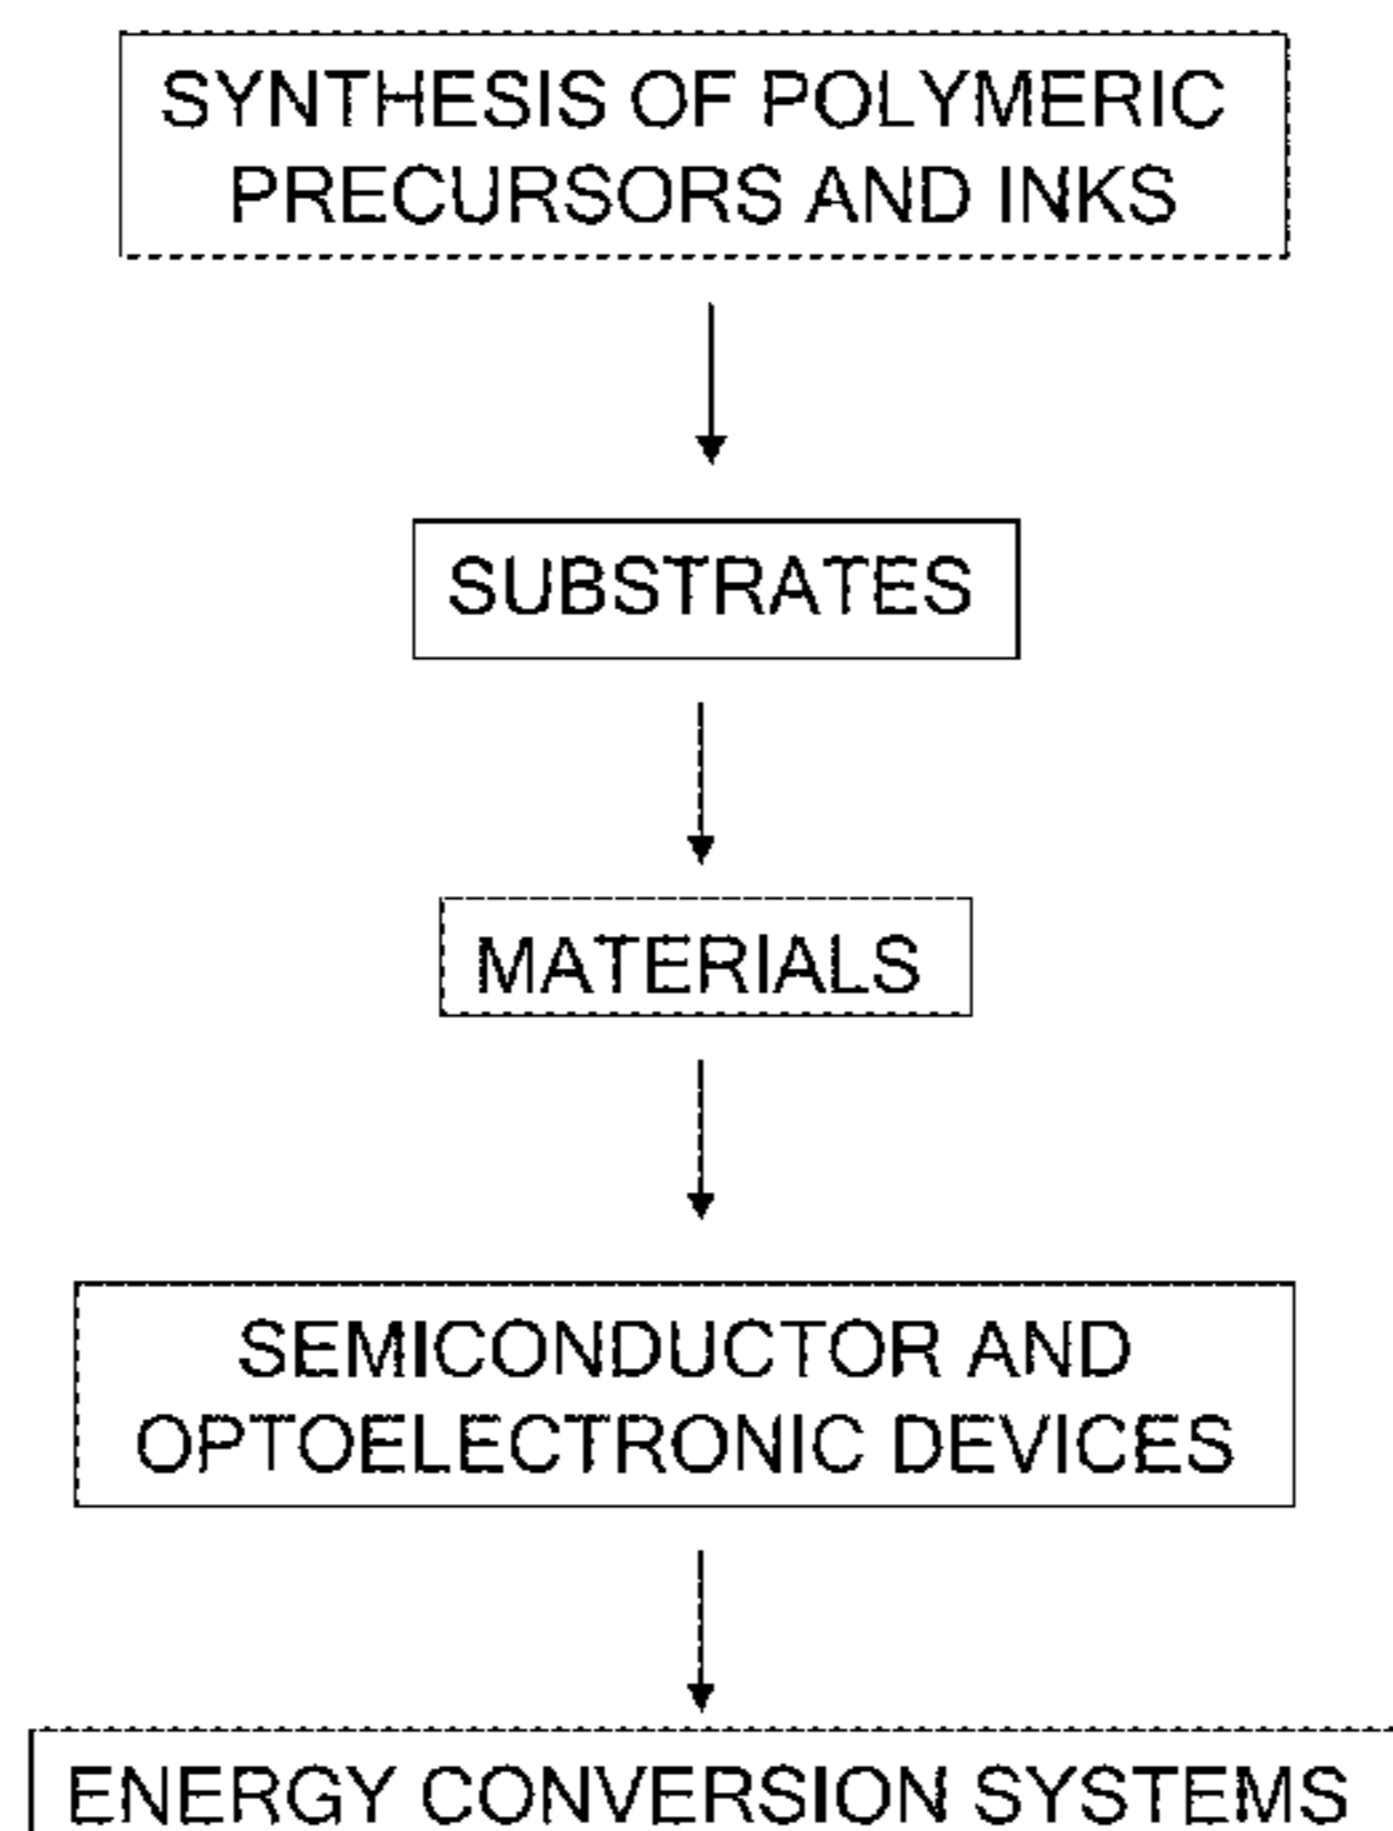 SYNTHESIS OF POLYMERIC
PRECURSORS AND INKS
SUBSTRATES
MATERIALS
SEMICONDUCTOR AND
OPTOELECTRONIC DEVICES
ENERGY CONVERSION SYSTEMS